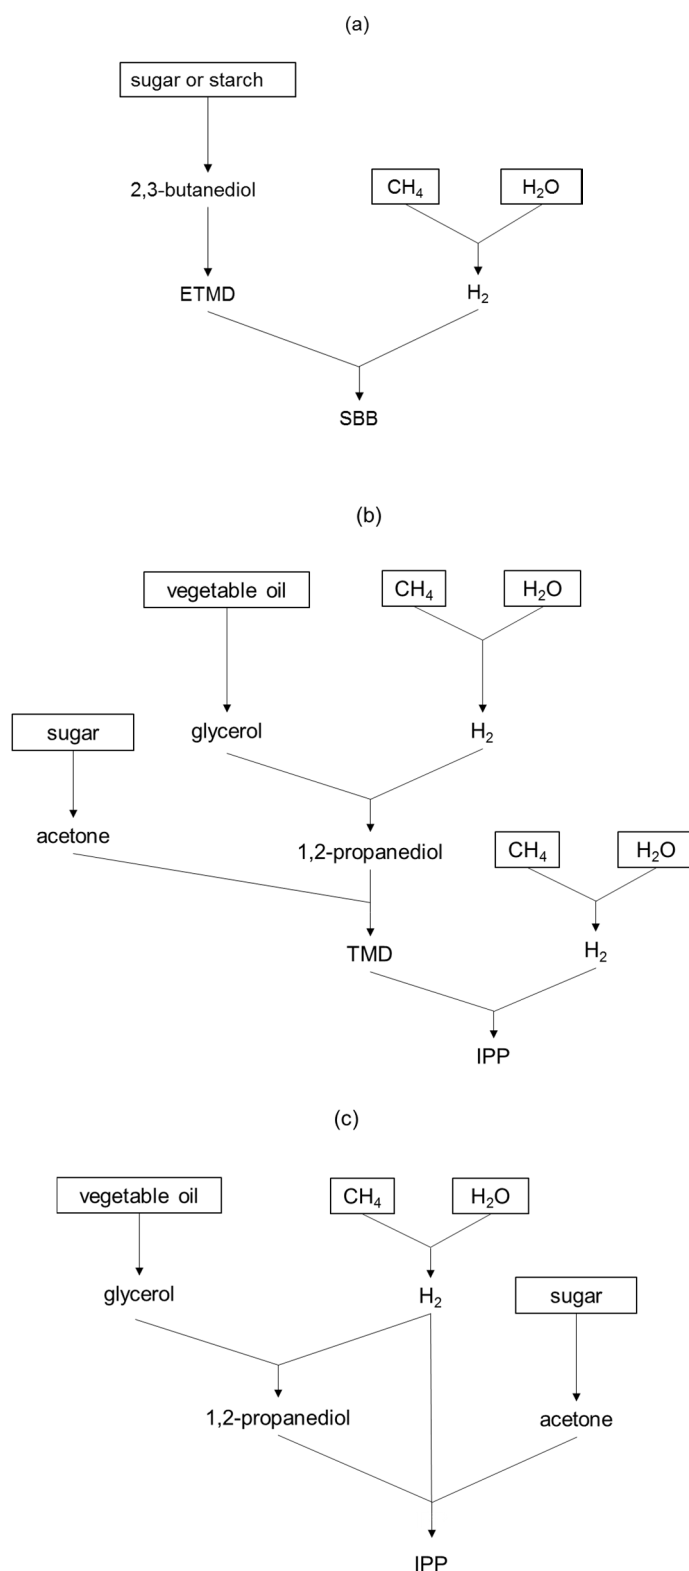 (a)
sugar or starch
2,3-butanediol
CH₄
H₂O
ETMD
H₂
SBB
(b)
vegetable oil
CH₄
H₂O
sugar
glycerol
H₂
acetone
1,2-propanediol
CH₄
H₂O
TMD
H₂
IPP
(c)
vegetable oil
CH₄
H₂O
glycerol
H₂
sugar
1,2-propanediol
acetone
IPP